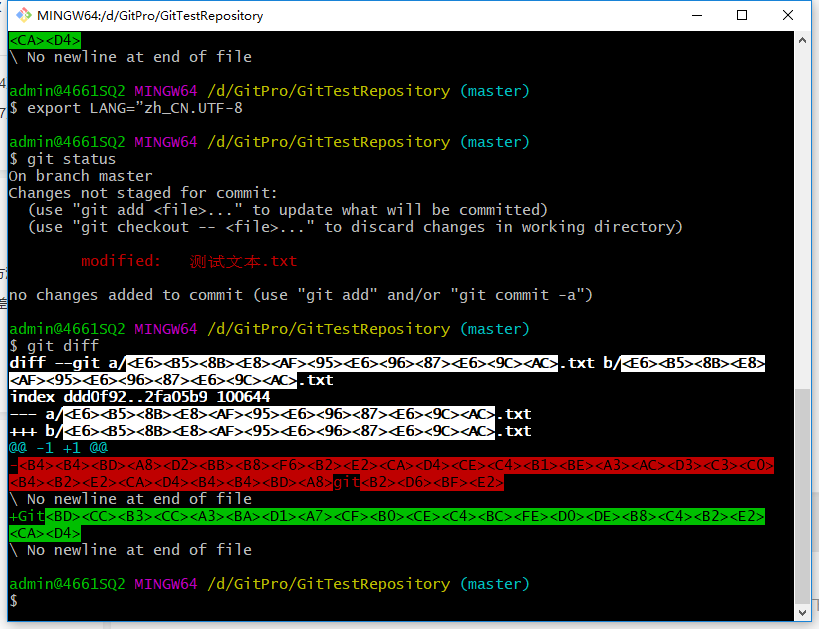 MINGW64:/d/GitPro/GitTestRepository
<CA><D4>
\ No newline at end of file
admin@4661SQ2 MINGW64 /d/GitPro/GitTestRepository (master)
$ export LANG=”zh_CN.UTF-8
admin@4661SQ2 MINGW64 /d/GitPro/GitTestRepository (master)
$ git status
On branch master
Changes not staged for commit:
(use "git add <file>..." to update what will be committed)
(use "git checkout -- <file>..." to discard changes in working directory)
modified: 测试文本.txt
no changes added to commit (use "git add" and/or "git commit -a")
admin@4661SQ2 MINGW64 /d/GitPro/GitTestRepository (master)
$ git diff
diff --git a/<E6><B5><8B><E8><AF><95><E6><96><87><E6><9C><AC>.txt b/<E6><B5><8B><E8>
<AF><95><E6><96><87><E6><9C><AC>.txt
index ddd0f92..2fa05b9 100644
--- a/<E6><B5><8B><E8><AF><95><E6><96><87><E6><9C><AC>.txt
+++ b/<E6><B5><8B><E8><AF><95><E6><96><87><E6><9C><AC>.txt
@@ -1 +1 @@
-<B4><B4><BD><A8><D2><BB><B8><F6><B2><E2><CA><D4><CE><C4><B1><BE><A3><AC><D3><C3><C0>
<B4><B2><E2><CA><D4><B4><B4><BD><A8>git<B2><D6><BF><E2>
\ No newline at end of file
+Git<BD><CC><B3><CC><A3><BA><D1><A7><CF><B0><CE><C4><BC><FE><D0><DE><B8><C4><B2><E2>
<CA><D4>
\ No newline at end of file
admin@4661SQ2 MINGW64 /d/GitPro/GitTestRepository (master)
$